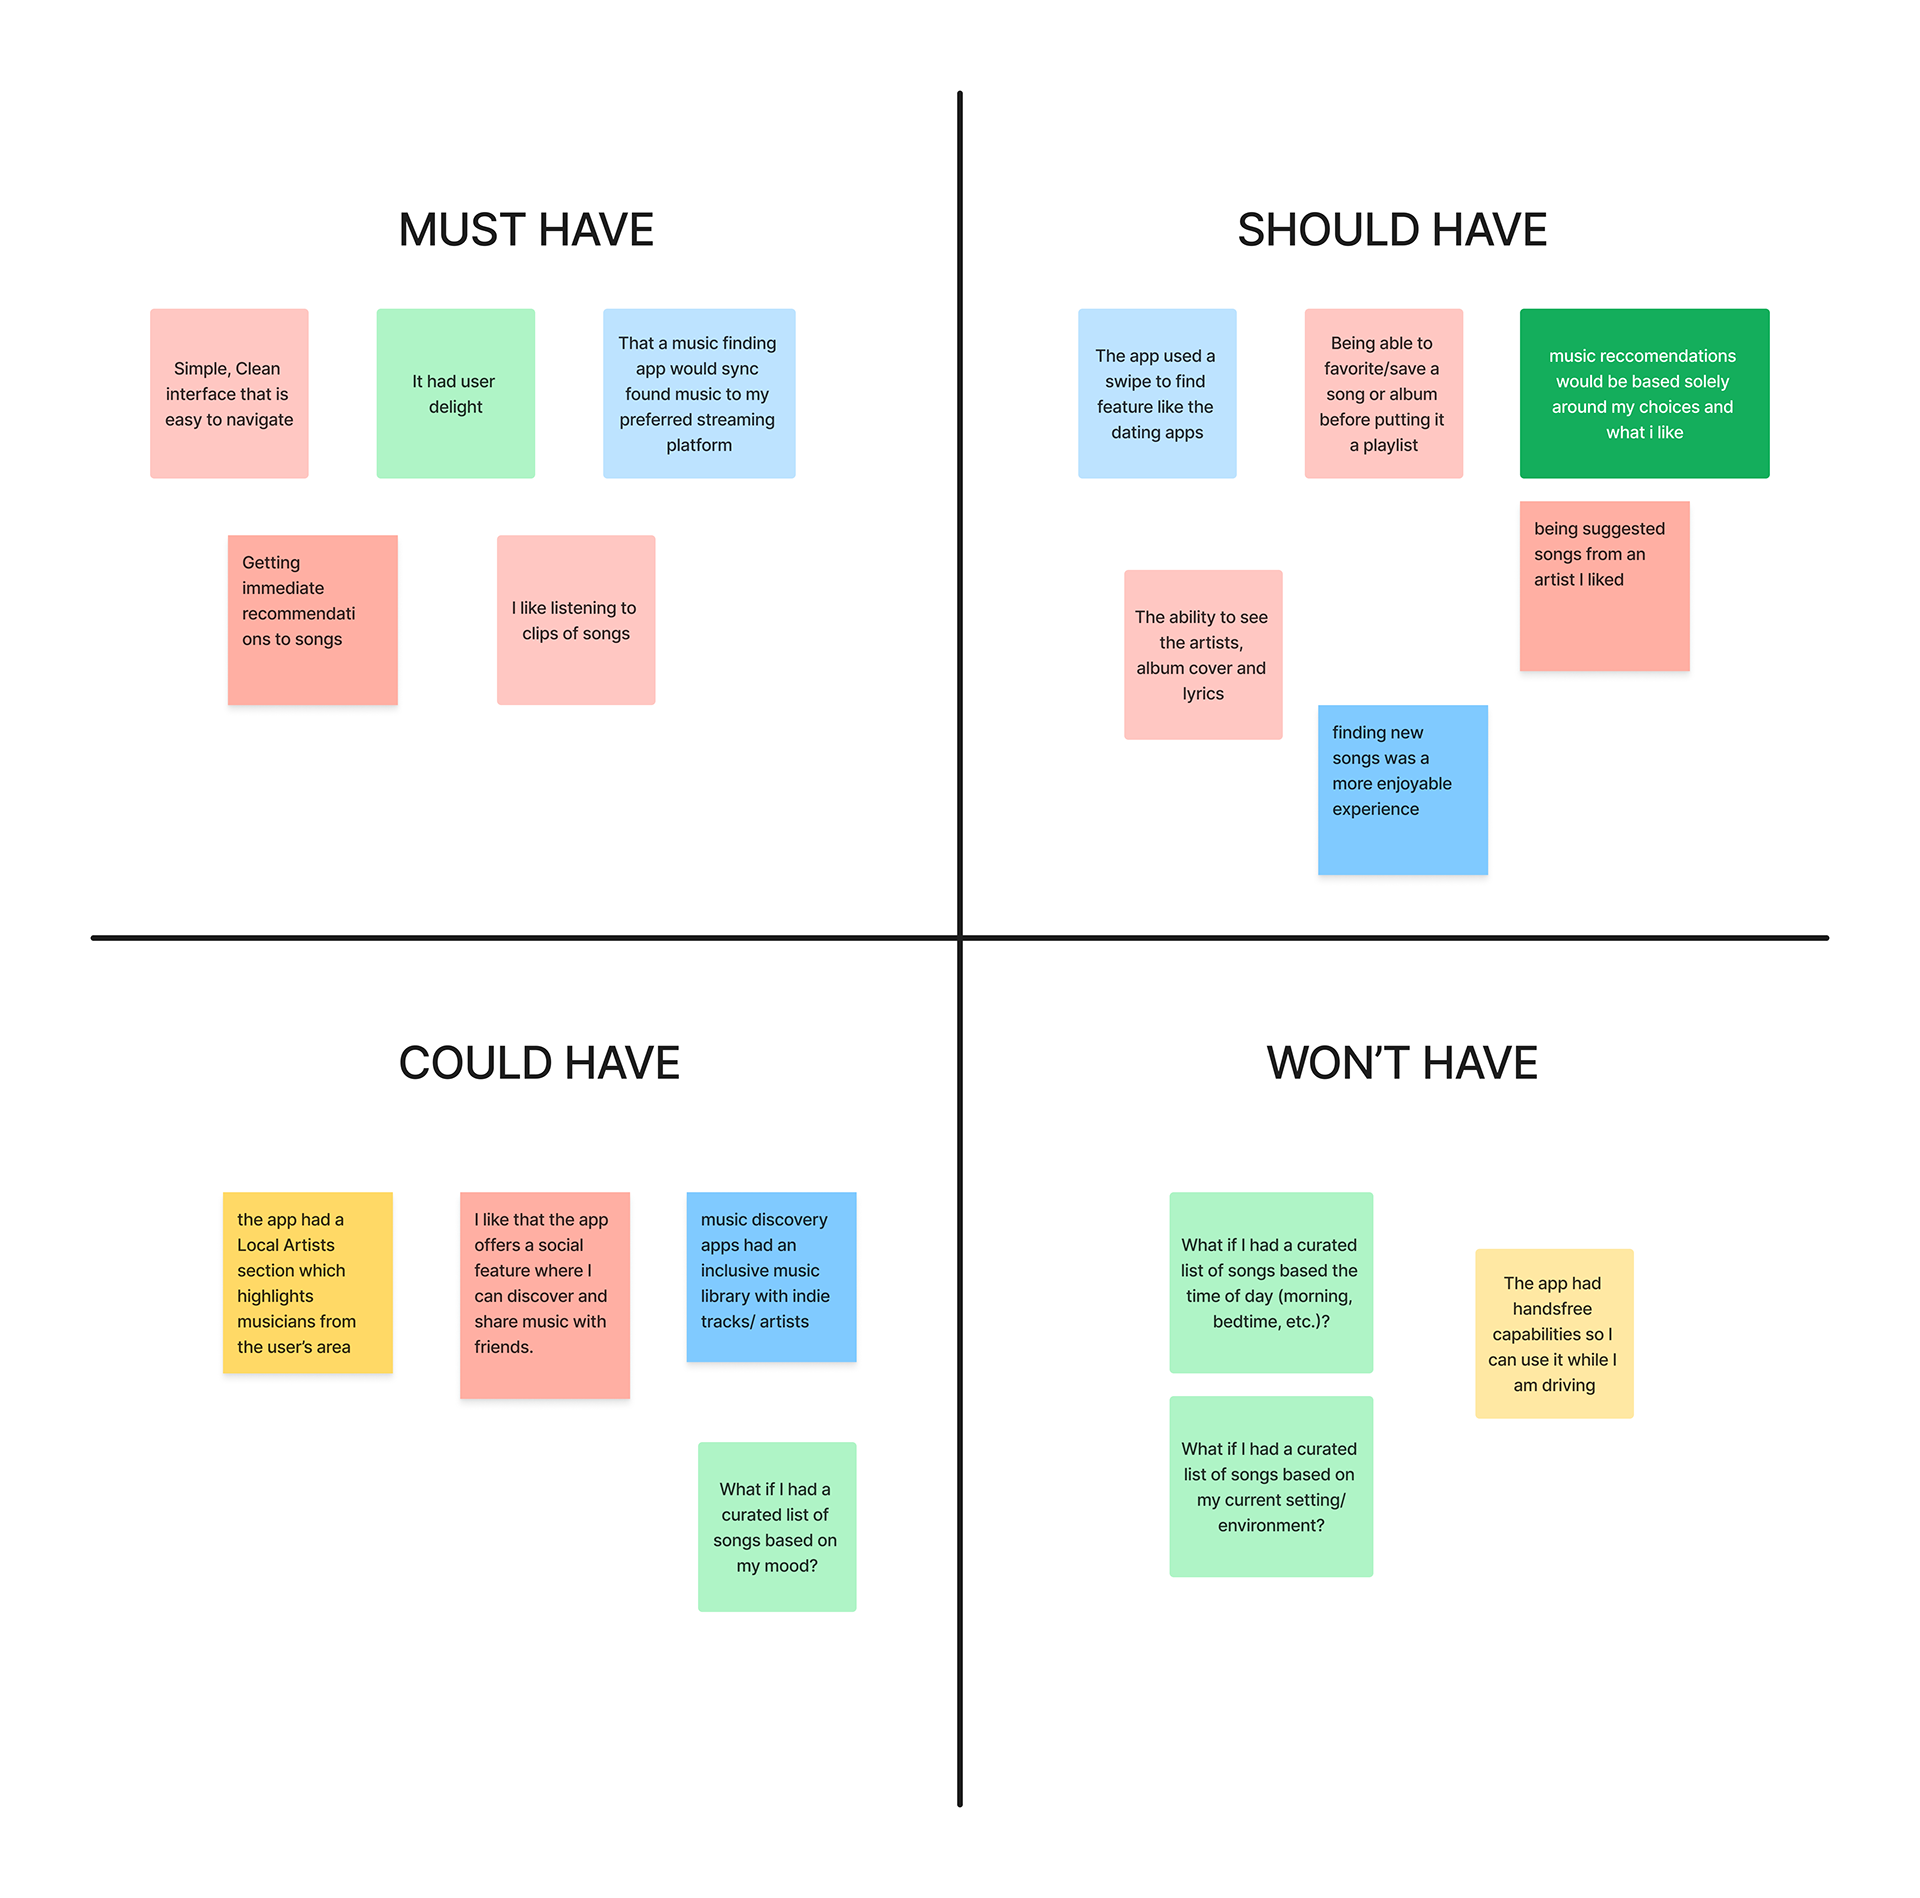 MUST HAVE
Simple, Clean
interface that is
easy to navigate
It had user
delight
That a music finding
app would sync
found music to my
preferred streaming
platform
Getting
immediate
recommendati
ons to songs
I like listening to
clips of songs
SHOULD HAVE
The app used a
swipe to find
feature like the
dating apps
Being able to
favorite/save a
song or album
before putting it
a playlist
music reccomendations
would be based solely
around my choices and
what i like
being suggested
songs from an
artist I liked
The ability to see
the artists,
album cover and
lyrics
finding new
songs was a
more enjoyable
experience
COULD HAVE
the app had a
Local Artists
section which
highlights
musicians from
the user’s area
I like that the app
offers a social
feature where I
can discover and
share music with
friends.
music discovery
apps had an
inclusive music
library with indie
tracks/ artists
What if I had a
curated list of
songs based on
my mood?
WON’T HAVE
What if I had a curated
list of songs based the
time of day (morning,
bedtime, etc.)?
The app had
handsfree
capabilities so I
can use it while I
am driving
What if I had a curated
list of songs based on
my current setting/
environment?